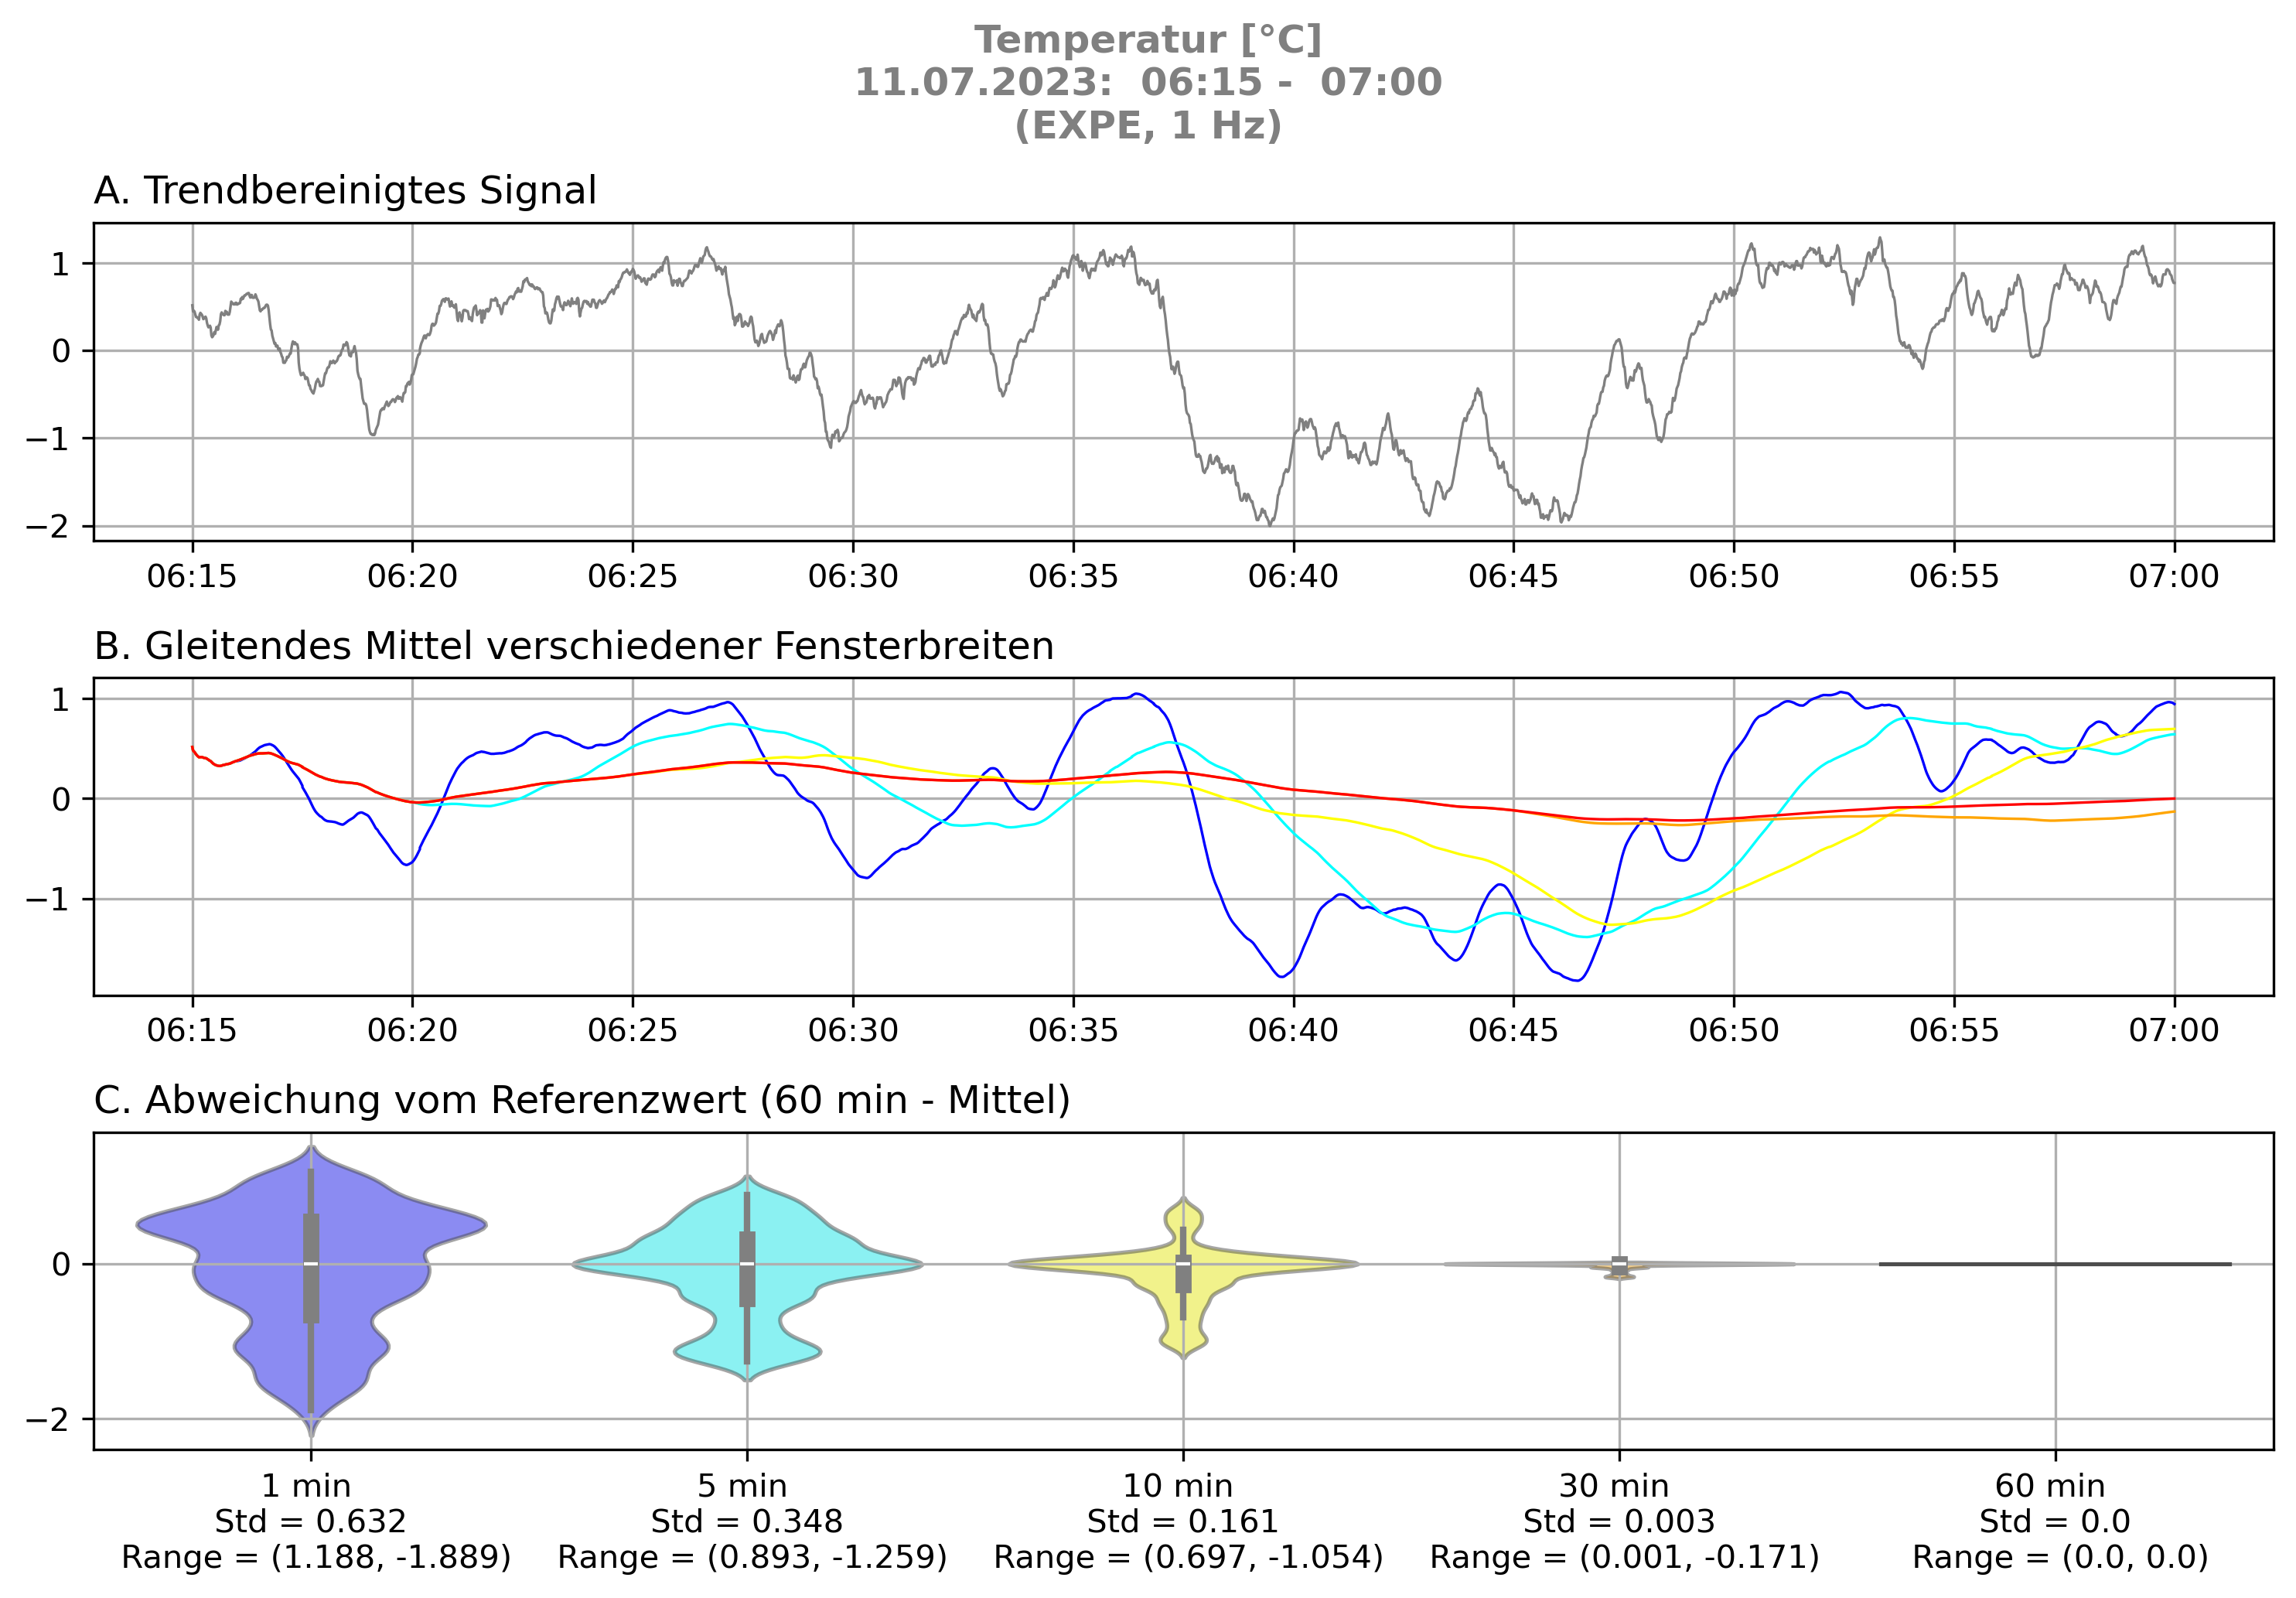 Temperatur [°C]
11.07.2023:  06:15 -  07:00
(EXPE, 1 Hz)
A. Trendbereinigtes Signal
1
0
−1
−2
06:15 06:20 06:25 06:30 06:35 06:40 06:45 06:50 06:55 07:00
B. Gleitendes Mittel verschiedener Fensterbreiten
1
0
−1
06:15 06:20 06:25 06:30 06:35 06:40 06:45 06:50 06:55 07:00
C. Abweichung vom Referenzwert (60 min - Mittel)
0
−2
1 min 5 min 10 min 30 min 60 min
Std = 0.632 Std = 0.348 Std = 0.161 Std = 0.003 Std = 0.0
Range = (1.188, -1.889) Range = (0.893, -1.259) Range = (0.697, -1.054) Range = (0.001, -0.171) Range = (0.0, 0.0)